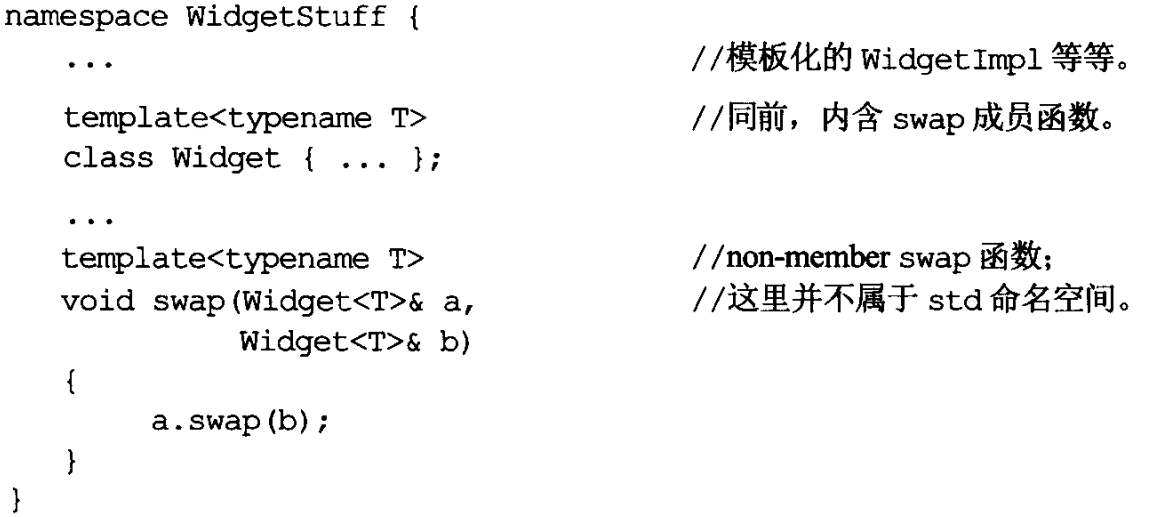 namespace WidgetStuff {
... //模板化的 WidgetImpl 等等。
template<typename T> //同前，内含 swap 成员函数。
class Widget { ... };
...
template<typename T> //non-member swap 函数；
void swap(Widget<T>& a, //这里并不属于 std 命名空间。
Widget<T>& b)
{
a.swap(b);
}
}